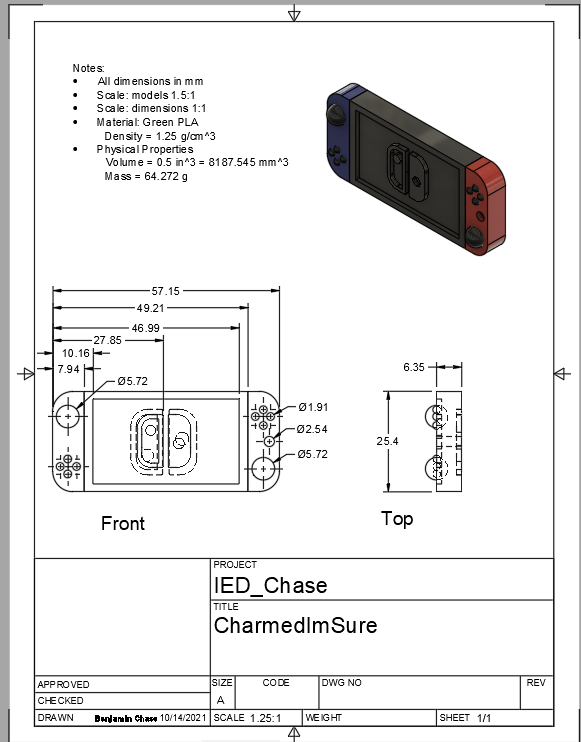 Notes:
• All dimensions in mm
• Scale: models 1.5:1
• Scale: dimensions 1:1
• Material: Green PLA
Density = 1.25 g/cm^3
• Physical Properties
Volume = 0.5 in^3 = 8187.545 mm^3
Mass = 64.272 g
57.15
49.21
46.99
27.85
10.16
7.94
Ø5.72
Ø1.91
Ø2.54
Ø5.72
6.35
25.4
Front
Top
PROJECT
IED_Chase
TITLE
CharmedImSure
APPROVED
CHECKED
DRAWN Benjamin Chase 10/14/2021
SIZE
A
CODE
DWG NO
REV
SCALE 1.25:1
WEIGHT
SHEET 1/1